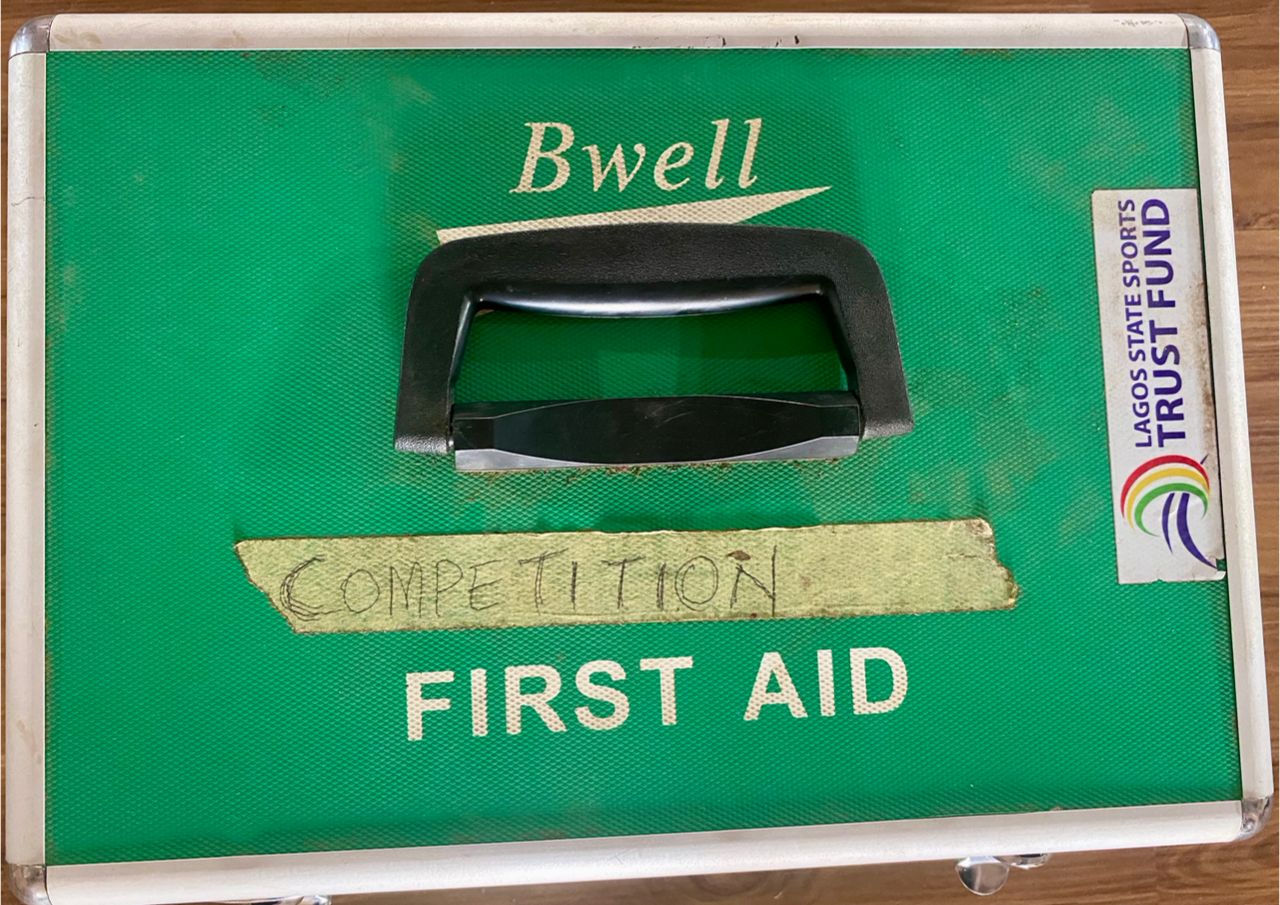 Bwell
LAGOS STATE SPORTS
TRUST FUND
COMPETITION
FIRST AID